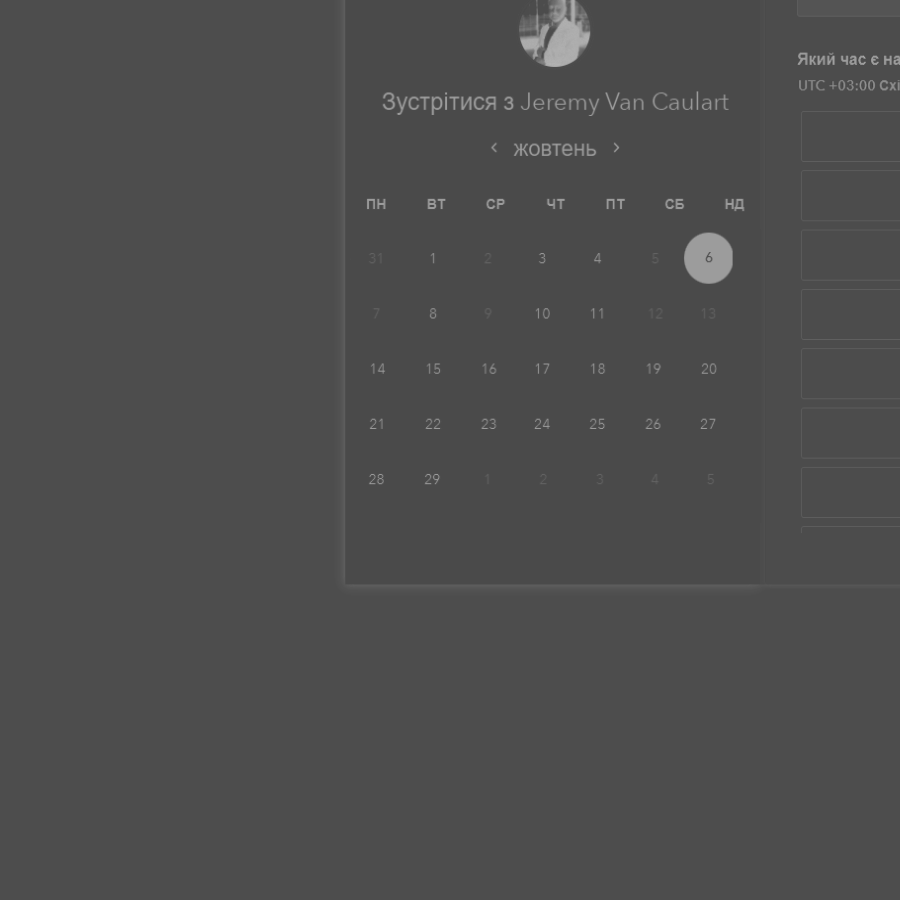 Зустрітися з Jeremy Van Caulart
жовтень
ПН ВТ СР ЧТ ПТ СБ НД
31 1 2 3 4 5 6
7 8 9 10 11 12 13
14 15 16 17 18 19 20
21 22 23 24 25 26 27
28 29 1 2 3 4 5
Який час є на
UTC +03:00 Схі